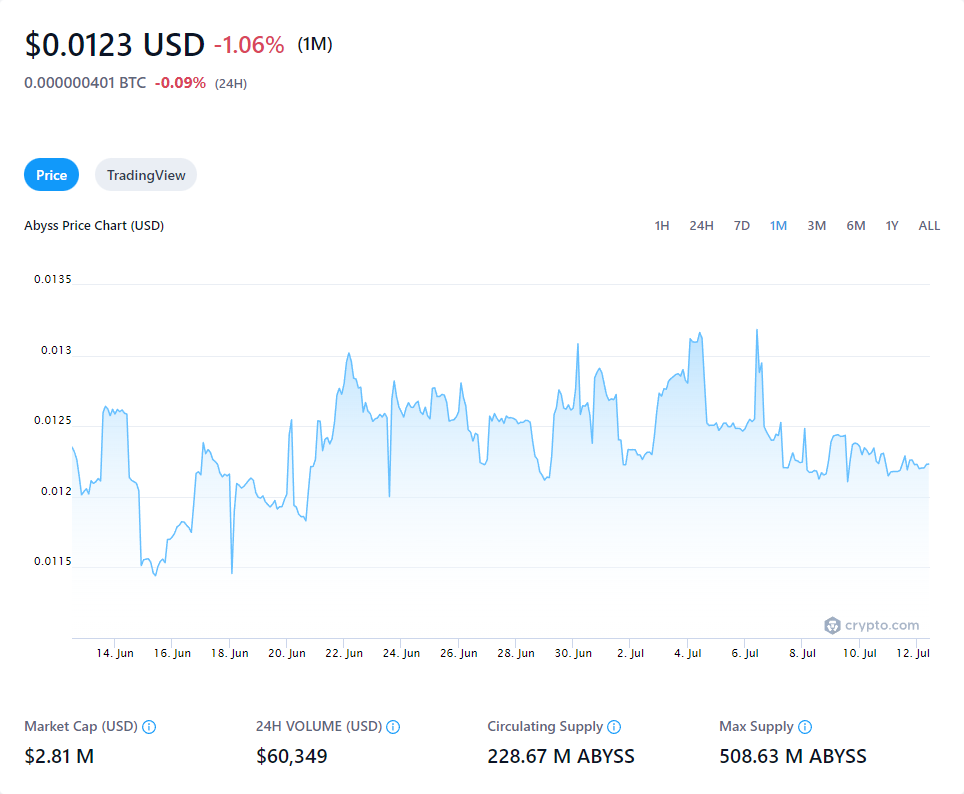 $0.0123 USD -1.06% (1M)
0.000000401 BTC -0.09% (24H)
Price TradingView
Abyss Price Chart (USD) 1H 24H 7D 1M 3M 6M 1Y ALL
0.0135
0.013
0.0125
0.012
0.0115
crypto.com
14. Jun 16. Jun 18. Jun 20. Jun 22. Jun 24. Jun 26. Jun 28. Jun 30. Jun 2. Jul 4. Jul 6. Jul 8. Jul 10. Jul 12. Jul
Market Cap (USD) 24H VOLUME (USD) Circulating Supply Max Supply
$2.81 M $60,349 228.67 M ABYSS 508.63 M ABYSS